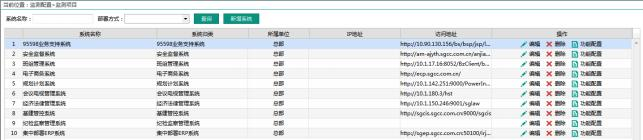 当前位置：监测配置>监测项目
系统名称： 部署方式： 查询 新增系统
系统名称 系统归类 所属单位 IP地址 访问地址 操作
1 95598业务支持系统 95598业务支持系统 总部 http://10.90.130.156/bs/bsp/jsp/l... 编辑 删除 功能配置
2 安全监督系统 安全监督系统 总部 http://am-ajyth.sgcc.com.cn/anjia... 编辑 删除 功能配置
3 班组管理系统 班组管理系统 总部 http://10.1.17.16:8052/BzClient/b... 编辑 删除 功能配置
4 电子商务系统 电子商务系统 总部 http://ecp.sgcc.com.cn/ 编辑 删除 功能配置
5 规划计划系统 规划计划系统 总部 http://10.1.142.251:9000/PowerIn... 编辑 删除 功能配置
6 会议电视管理系统 会议电视管理系统 总部 http://10.1.180.3/hst 编辑 删除 功能配置
7 经济法律管理系统 经济法律管理系统 总部 http://10.1.150.246:9001/sglaw 编辑 删除 功能配置
8 基建管控系统 基建管控系统 总部 http://sgcis.sgcc.com.cn:9000/sgcis 编辑 删除 功能配置
9 纪检监察管理系统 纪检监察管理系统 总部 编辑 删除 功能配置
10 集中部署ERP系统 集中部署ERP系统 总部 http://sgep.sgcc.com.cn:50100/irj... 编辑 删除 功能配置